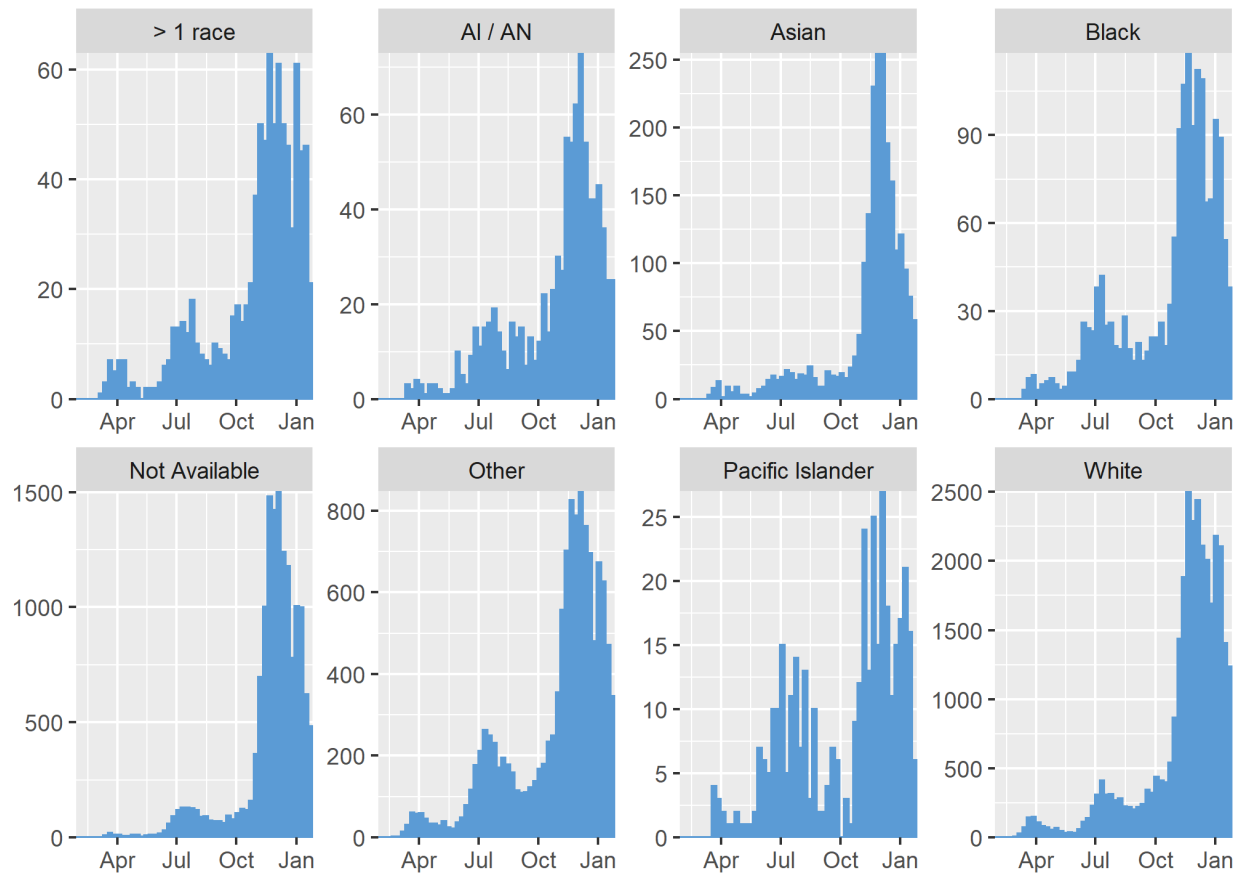 > 1 race
AI / AN
Asian
Black
60
40
20
0
60
40
20
0
250
200
150
100
50
0
90
60
30
0
Apr Jul Oct Jan
Apr Jul Oct Jan
Apr Jul Oct Jan
Apr Jul Oct Jan
Not Available
Other
Pacific Islander
White
1500
1000
500
0
800
600
400
200
0
25
20
15
10
5
0
2500
2000
1500
1000
500
0
Apr Jul Oct Jan
Apr Jul Oct Jan
Apr Jul Oct Jan
Apr Jul Oct Jan